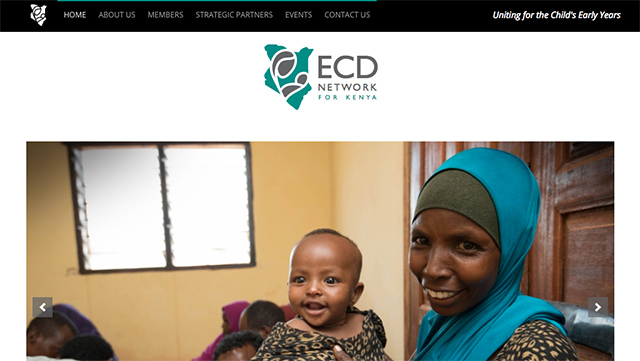 HOME ABOUT US MEMBERS STRATEGIC PARTNERS EVENTS CONTACT US Uniting for the Child's Early Years
ECD
NETWORK
FOR KENYA